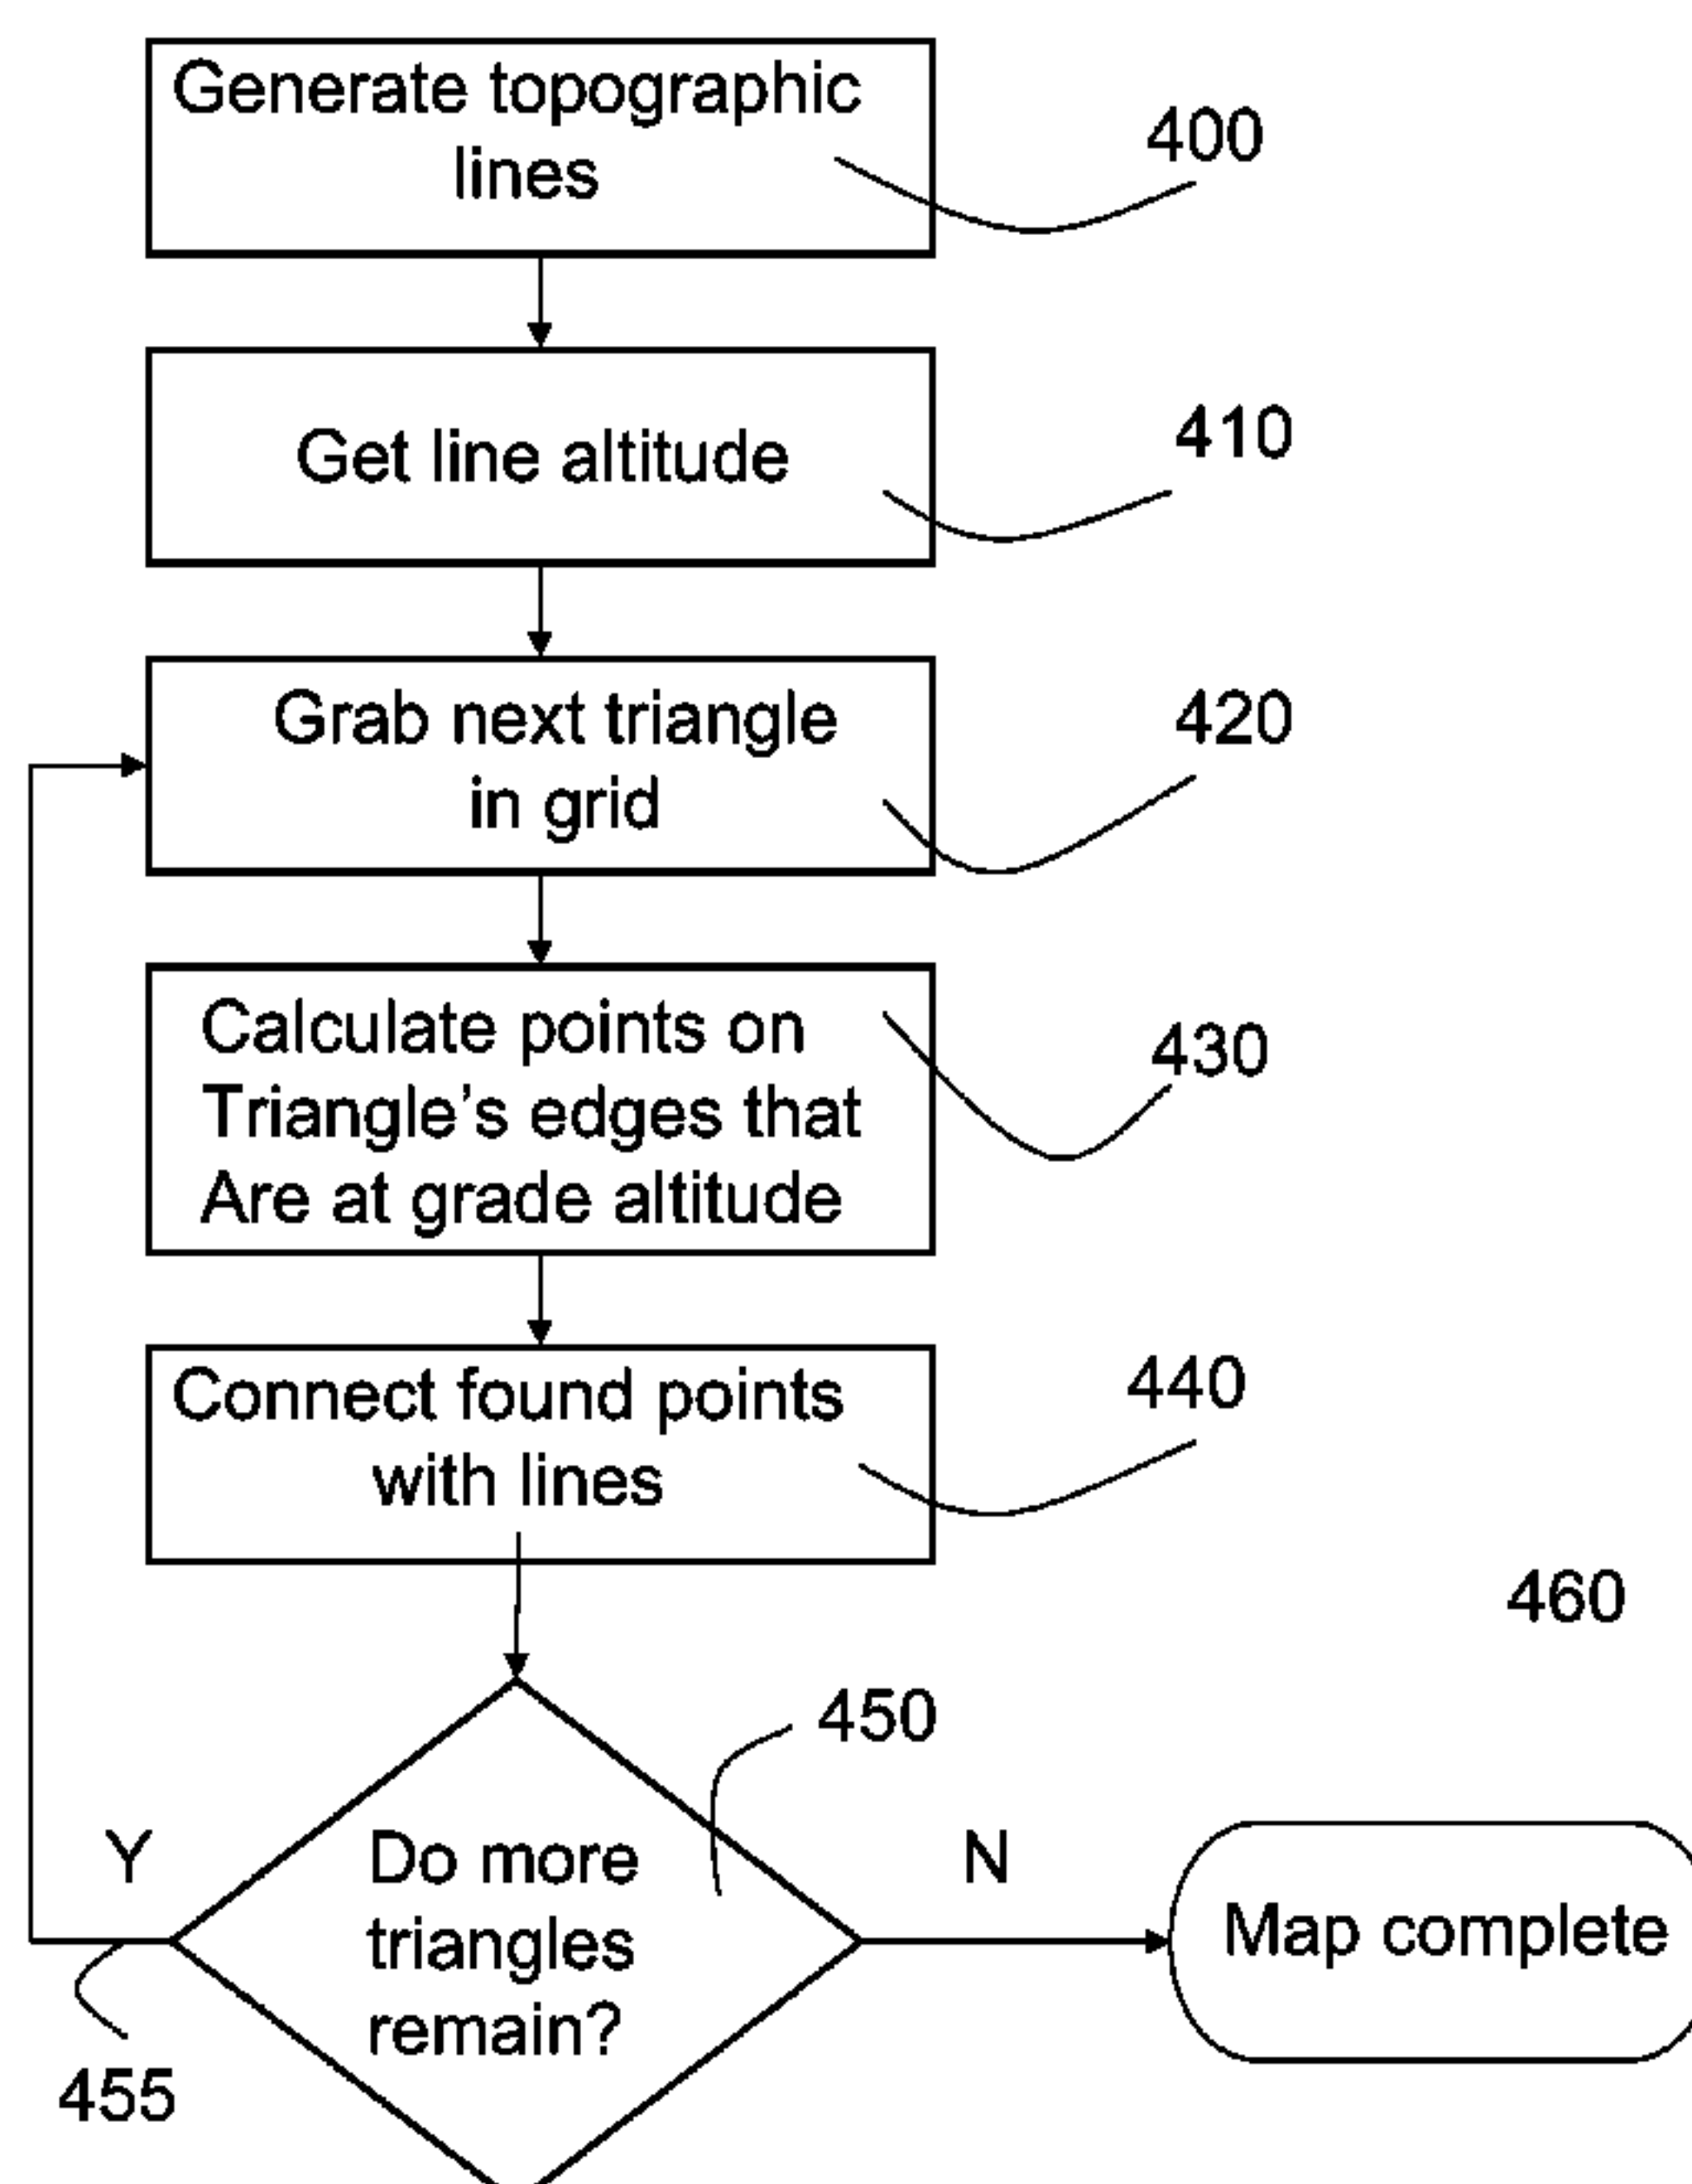 Generate topographic
lines
400
Get line altitude
410
Grab next triangle
in grid
420
Calculate points on
Triangle's edges that
Are at grade altitude
430
Connect found points
with lines
440
460
450
Y
Do more
triangles
remain?
N
Map complete
455